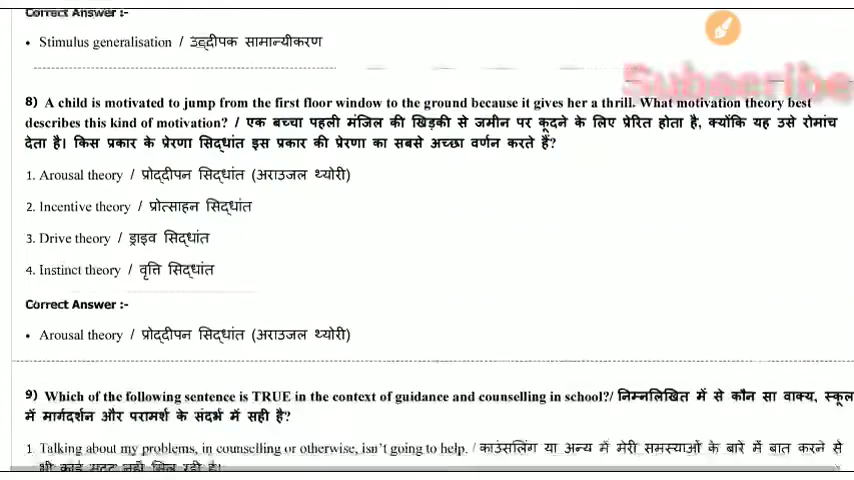 Correct Answer :-
• Stimulus generalisation / उद्दीपक सामान्यीकरण
Subscribe
8) A child is motivated to jump from the first floor window to the ground because it gives her a thrill. What motivation theory best
describes this kind of motivation? / एक बच्चा पहली मंजिल की खिड़की से जमीन पर कूदने के लिए प्रेरित होता है, क्योंकि यह उसे रोमांच
देता है। किस प्रकार के प्रेरणा सिद्धांत इस प्रकार की प्रेरणा का सबसे अच्छा वर्णन करते हैं?
1. Arousal theory / प्रोद्दीपन सिद्धांत (अराउजल थ्योरी)
2. Incentive theory / प्रोत्साहन सिद्धांत
3. Drive theory / ड्राइव सिद्धांत
4. Instinct theory / वृत्ति सिद्धांत
Correct Answer :-
• Arousal theory / प्रोद्दीपन सिद्धांत (अराउजल थ्योरी)
9) Which of the following sentence is TRUE in the context of guidance and counselling in school?/ निम्नलिखित में से कौन सा वाक्य, स्कूल
में मार्गदर्शन और परामर्श के संदर्भ में सही है?
1. Talking about my problems, in counselling or otherwise, isn't going to help. / काउंसलिंग या अन्य में मेरी समस्याओं के बारे में बात करने से
भी कोई मदद नहीं मिल रही है।